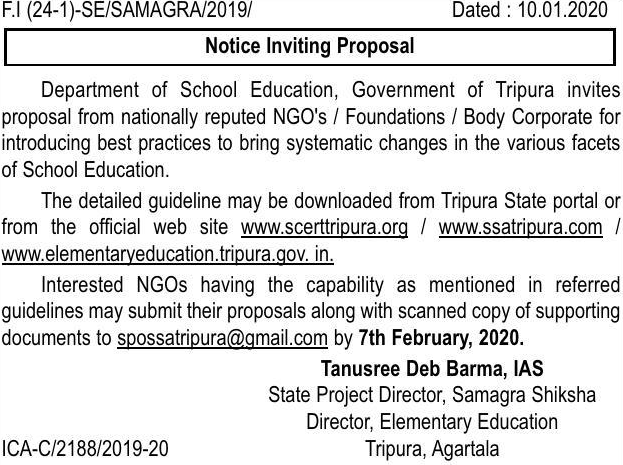 F.I (24-1)-SE/SAMAGRA/2019/ Dated : 10.01.2020
Notice Inviting Proposal
Department of School Education, Government of Tripura invites
proposal from nationally reputed NGO's / Foundations / Body Corporate for
introducing best practices to bring systematic changes in the various facets
of School Education.
The detailed guideline may be downloaded from Tripura State portal or
from the official web site www.scerttripura.org / www.ssatripura.com /
www.elementaryeducation.tripura.gov. in.
Interested NGOs having the capability as mentioned in referred
guidelines may submit their proposals along with scanned copy of supporting
documents to spossatripura@gmail.com by 7th February, 2020.
Tanusree Deb Barma, IAS
State Project Director, Samagra Shiksha
Director, Elementary Education
ICA-C/2188/2019-20 Tripura, Agartala